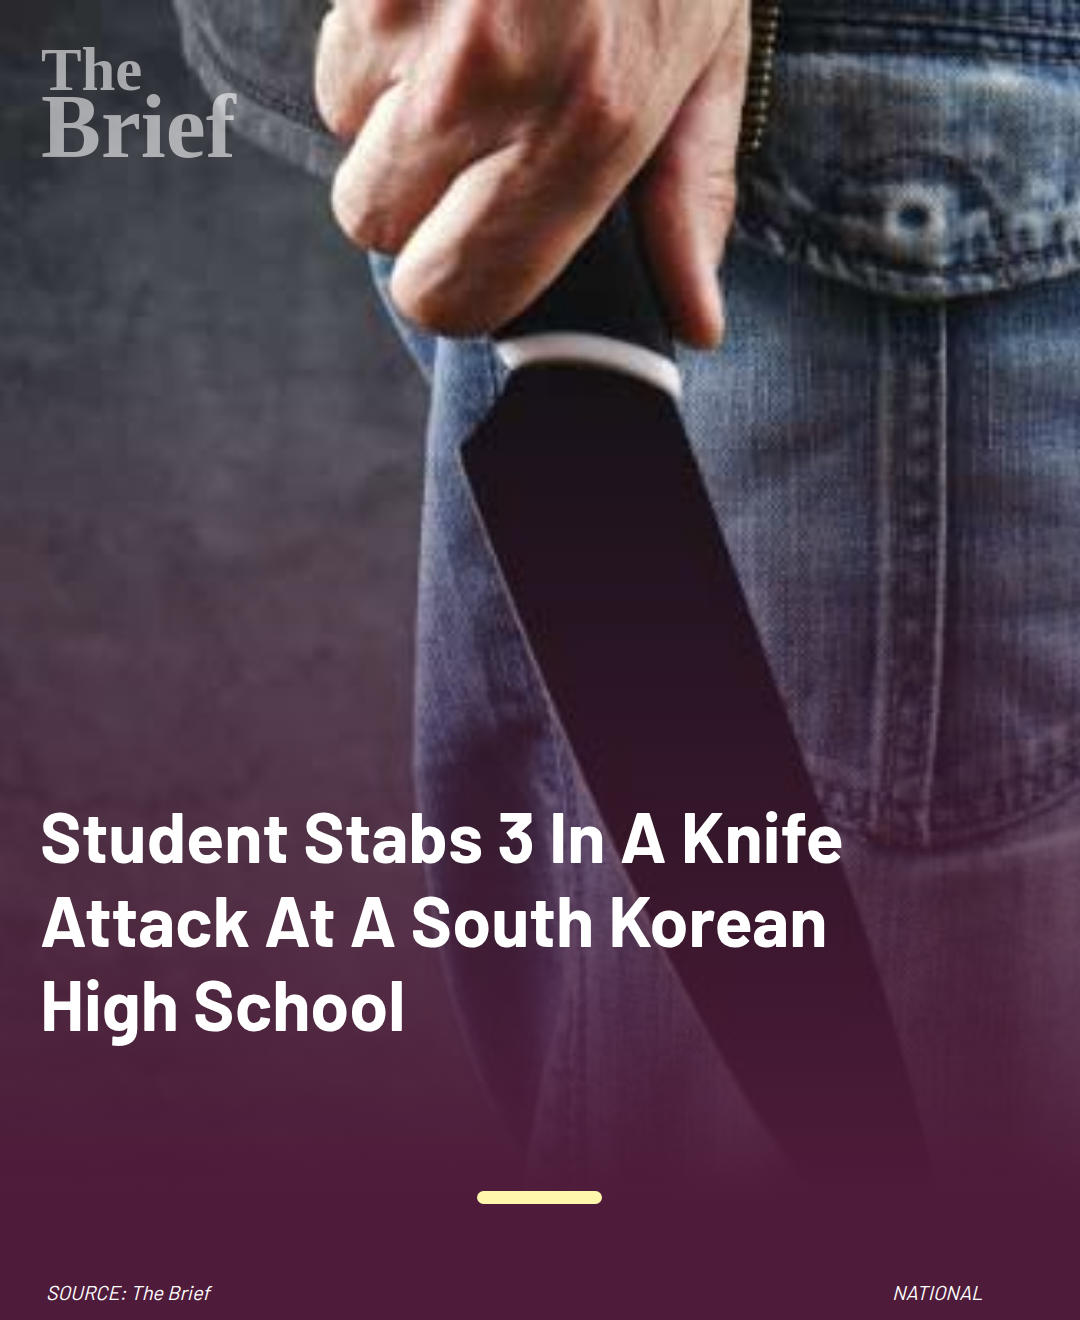 The
Brief
Student Stabs 3 In A Knife
Attack At A South Korean
High School
SOURCE: The Brief
NATIONAL